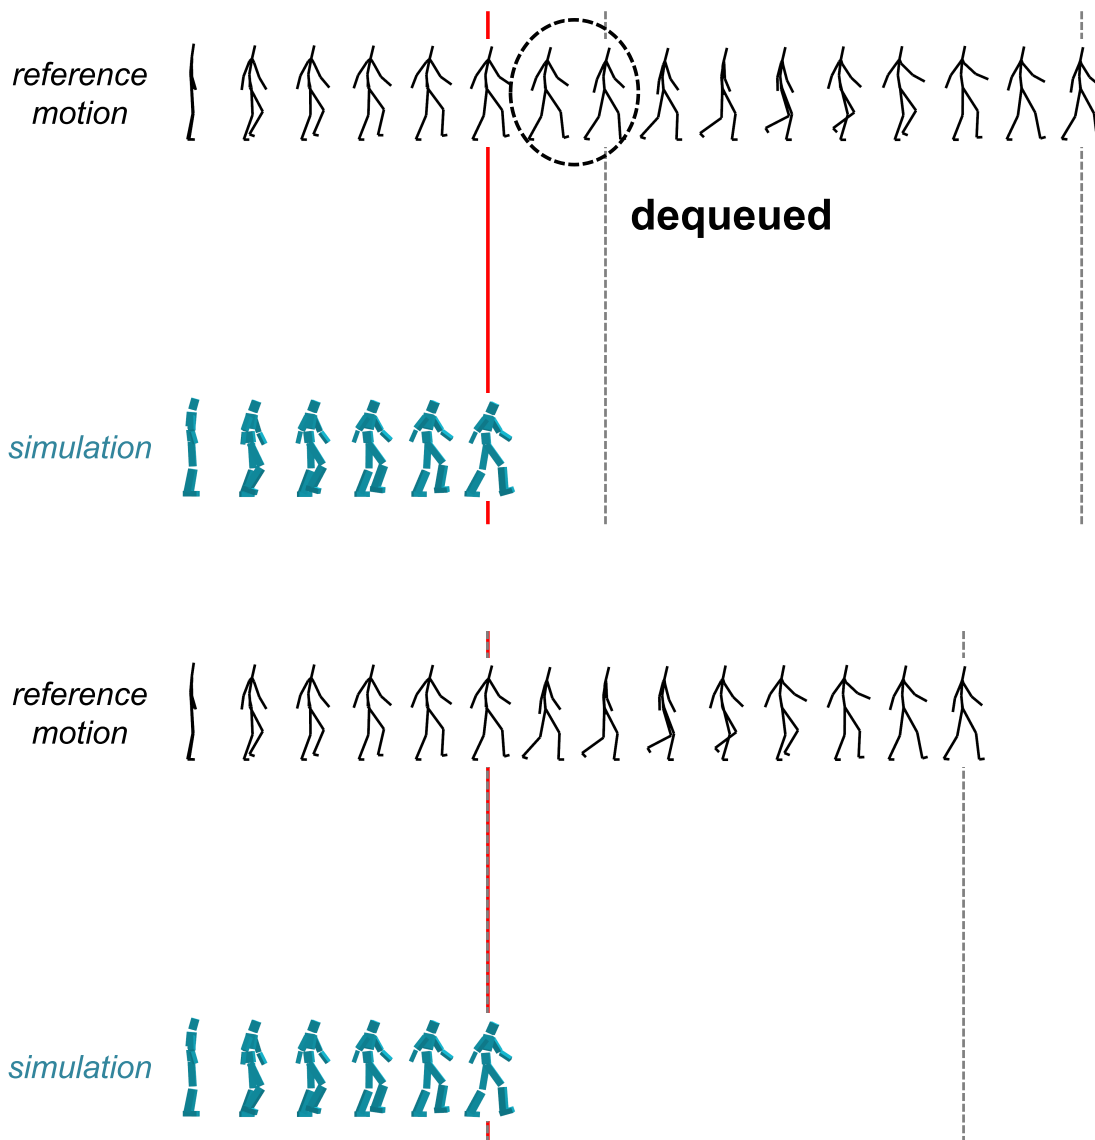 reference
motion
dequeued
simulation
reference
motion
simulation